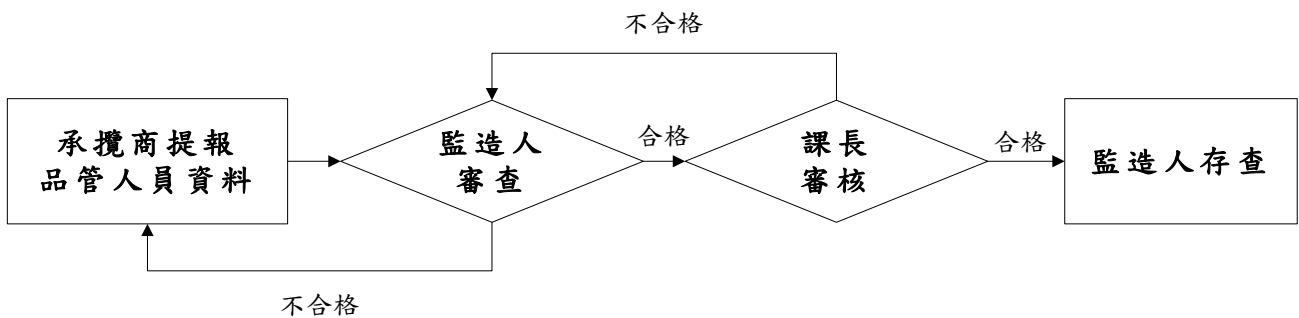 不合格
承攬商提報
品管人員資料
監造人
審查
合格
課長
審核
合格
監造人存查
不合格